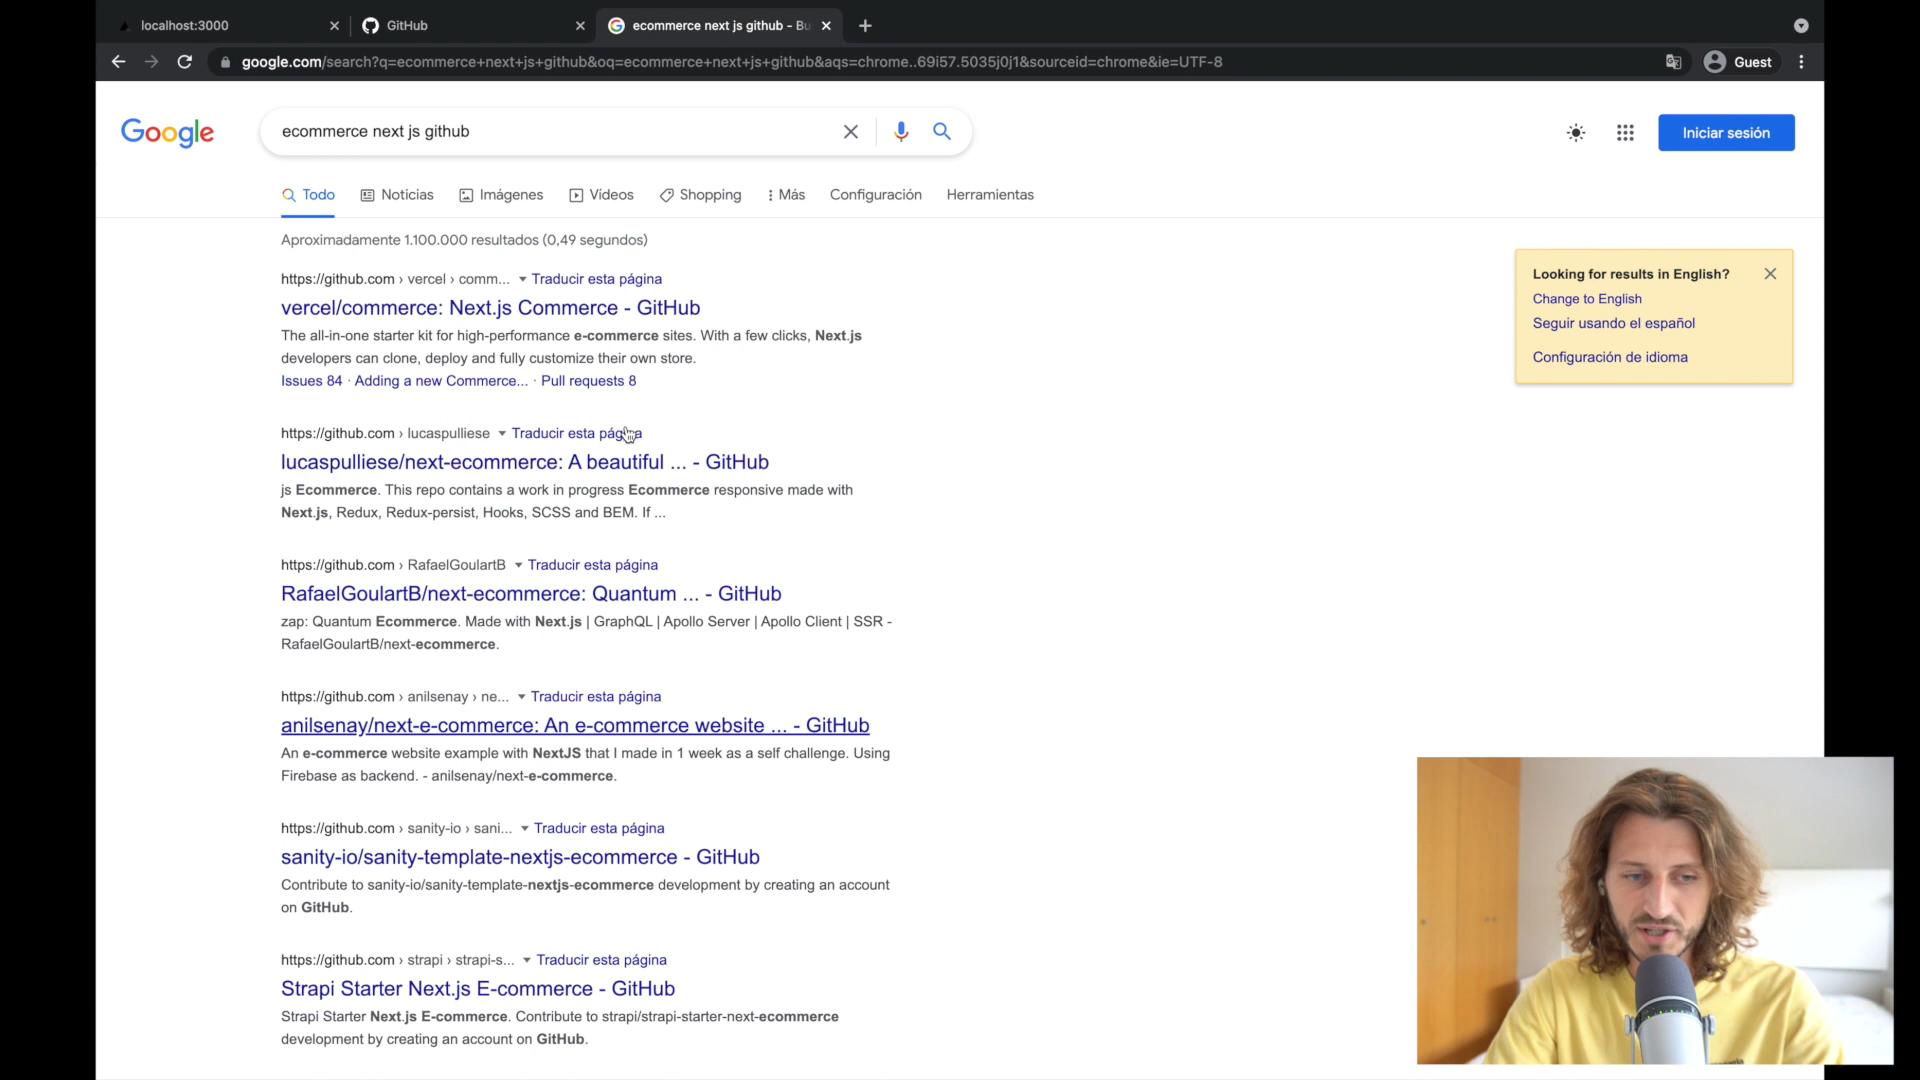 localhost:3000
GitHub
ecommerce next js github - Bu
google.com/search?q=ecommerce+next+js+github&oq=ecommerce+next+js+github&aqs=chrome..69i57.5035j0j1&sourceid=chrome&ie=UTF-8
Guest
Google
ecommerce next js github
Iniciar sesión
Todo
Noticias
Imágenes
Vídeos
Shopping
Más
Configuración
Herramientas
Aproximadamente 1.100.000 resultados (0,49 segundos)
https://github.com › vercel › comm... Traducir esta página
vercel/commerce: Next.js Commerce - GitHub
The all-in-one starter kit for high-performance e-commerce sites. With a few clicks, Next.js
developers can clone, deploy and fully customize their own store.
Issues 84 · Adding a new Commerce... · Pull requests 8
https://github.com › lucaspulliese Traducir esta página
lucaspulliese/next-ecommerce: A beautiful ... - GitHub
js Ecommerce. This repo contains a work in progress Ecommerce responsive made with
Next.js, Redux, Redux-persist, Hooks, SCSS and BEM. If ...
https://github.com › RafaelGoulartB Traducir esta página
RafaelGoulartB/next-ecommerce: Quantum ... - GitHub
zap: Quantum Ecommerce. Made with Next.js | GraphQL | Apollo Server | Apollo Client | SSR -
RafaelGoulartB/next-ecommerce.
https://github.com › anilsenay › ne... Traducir esta página
anilsenay/next-e-commerce: An e-commerce website ... - GitHub
An e-commerce website example with NextJS that I made in 1 week as a self challenge. Using
Firebase as backend. - anilsenay/next-e-commerce.
https://github.com › sanity-io › sani... Traducir esta página
sanity-io/sanity-template-nextjs-ecommerce - GitHub
Contribute to sanity-io/sanity-template-nextjs-ecommerce development by creating an account
on GitHub.
https://github.com › strapi › strapi-s... Traducir esta página
Strapi Starter Next.js E-commerce - GitHub
Strapi Starter Next.js E-commerce. Contribute to strapi/strapi-starter-next-ecommerce
development by creating an account on GitHub.
Looking for results in English?
Change to English
Seguir usando el español
Configuración de idioma